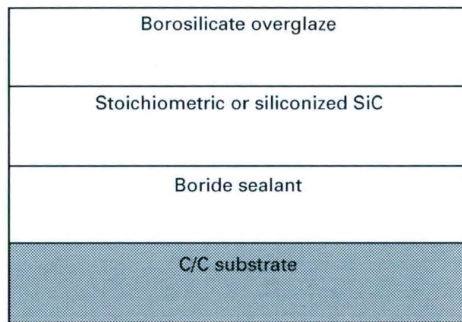 Borosilicate overglaze
Stoichiometric or siliconized SiC
Boride sealant
C/C substrate